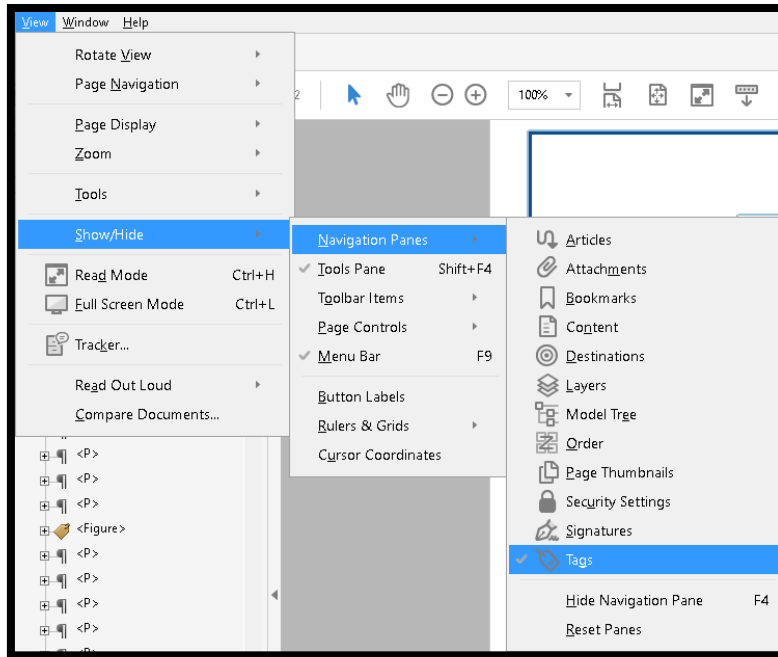 View Window Help
Rotate View
Page Navigation
2
100%
Page Display
Zoom
Tools
Show/Hide
Read Mode Ctrl+H
Full Screen Mode Ctrl+L
Tracker...
Read Out Loud
Compare Documents...
Navigation Panes
Tools Pane Shift+F4
Toolbar Items
Page Controls
Menu Bar F9
Button Labels
Rulers & Grids
Cursor Coordinates
Articles
Attachments
Bookmarks
Content
Destinations
Layers
Model Tree
Order
Page Thumbnails
Security Settings
Signatures
Tags
Hide Navigation Pane F4
Reset Panes
<P>
<P>
<P>
<Figure>
<P>
<P>
<P>
<P>